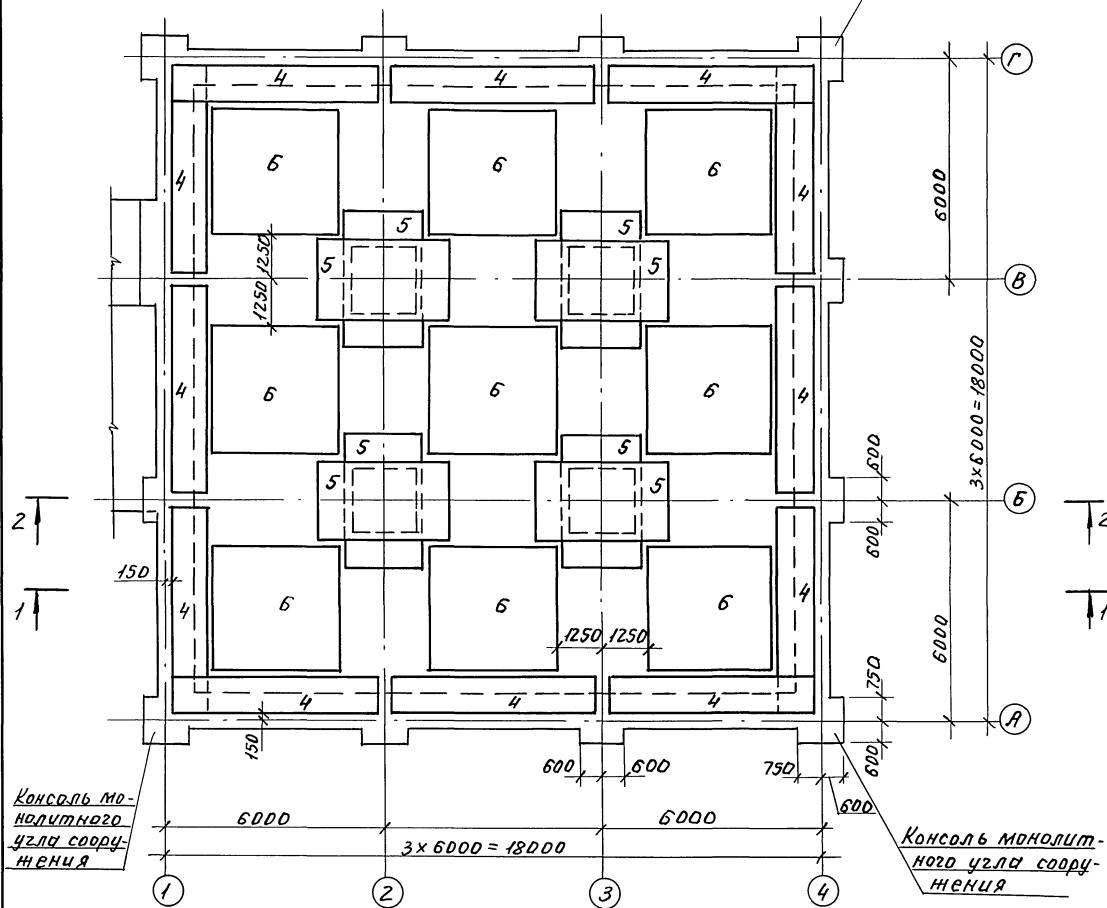 Г
4 4 4
6 6 6
4 4
6000
5 5
1250
5 5
В
1250
6 6 6
4 4
3×6000=18000
600
5 5
5 5
Б
2 2
600
150
1 1
4 6 6 6 4
1250 1250
6000
750
4 4 4
А
150
600
600 600
750
600
Консоль мо-
нолитного
угла соору-
жения
6000 6000
3×6000=18000
Консоль монолит-
ного угла соору-
жения
1 2 3 4